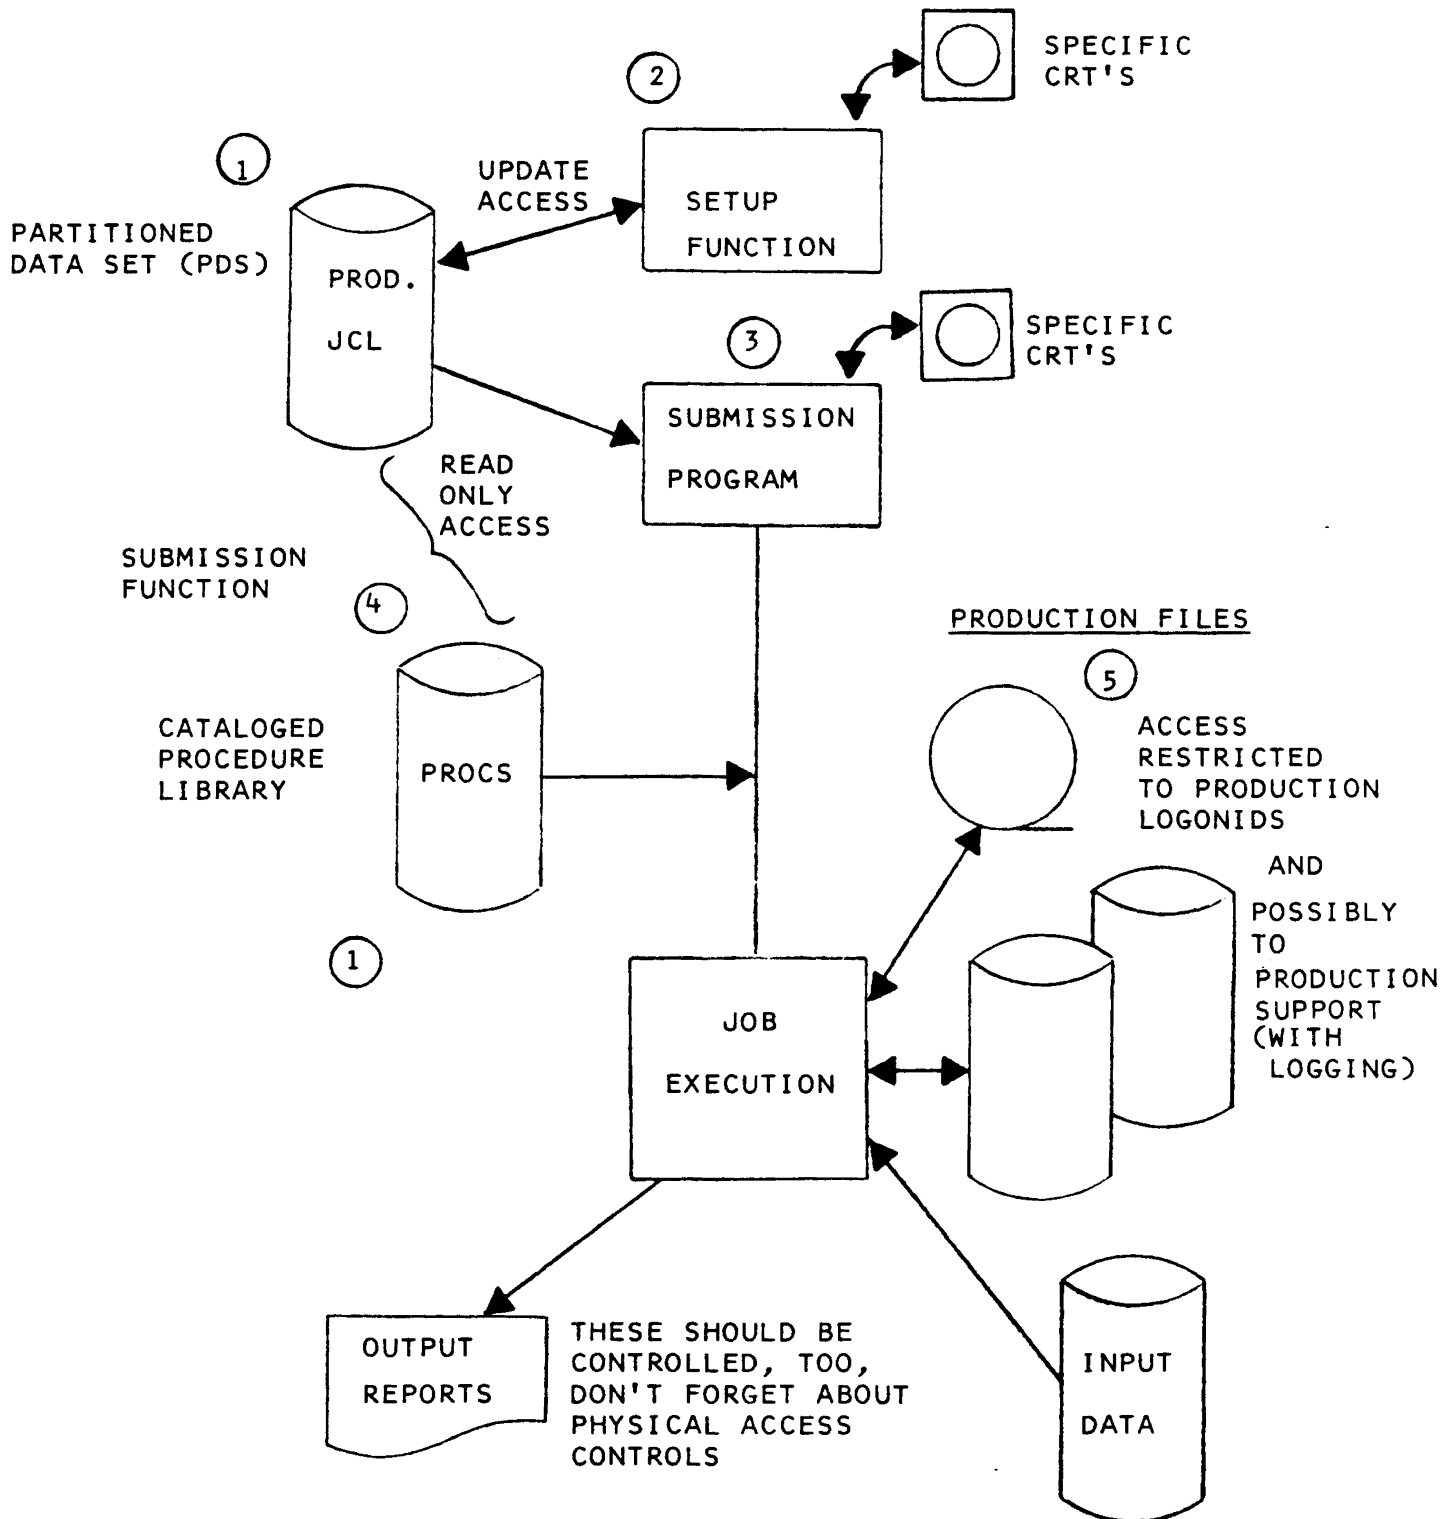 SPECIFIC
CRT'S
2
1
UPDATE
ACCESS
SETUP
FUNCTION
PARTITIONED
DATA SET (PDS)
PROD.
JCL
3
SPECIFIC
CRT'S
SUBMISSION
PROGRAM
READ
ONLY
ACCESS
SUBMISSION
FUNCTION
4
PRODUCTION FILES
5
CATALOGED
PROCEDURE
LIBRARY
PROCS
ACCESS
RESTRICTED
TO PRODUCTION
LOGONIDS
AND
POSSIBLY
TO
PRODUCTION
SUPPORT
(WITH
LOGGING)
1
JOB
EXECUTION
OUTPUT
REPORTS
THESE SHOULD BE
CONTROLLED, TOO,
DON'T FORGET ABOUT
PHYSICAL ACCESS
CONTROLS
INPUT
DATA